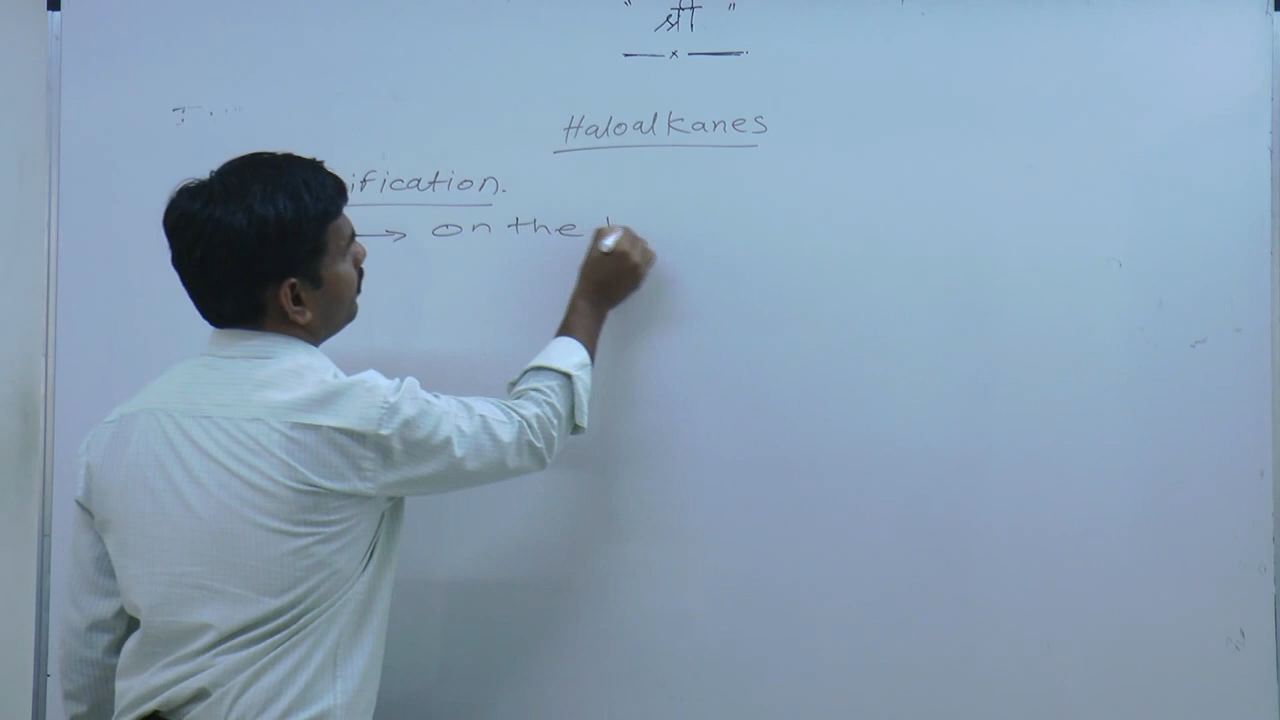 " श्री "
Haloalkanes
ification.
→ on the